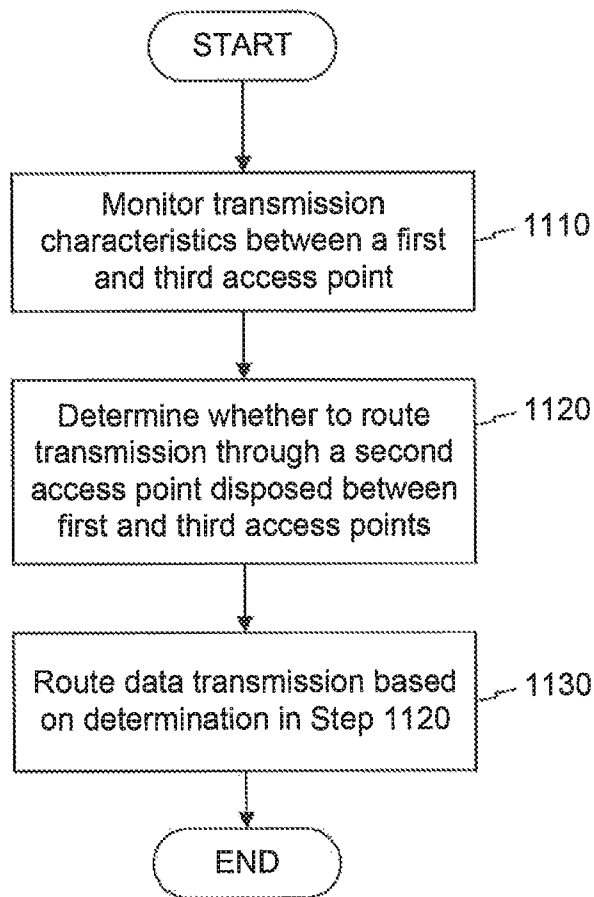 START
Monitor transmission
characteristics between a first
and third access point
1110
Determine whether to route
transmission through a second
access point disposed between
first and third access points
1120
Route data transmission based
on determination in Step 1120
1130
END